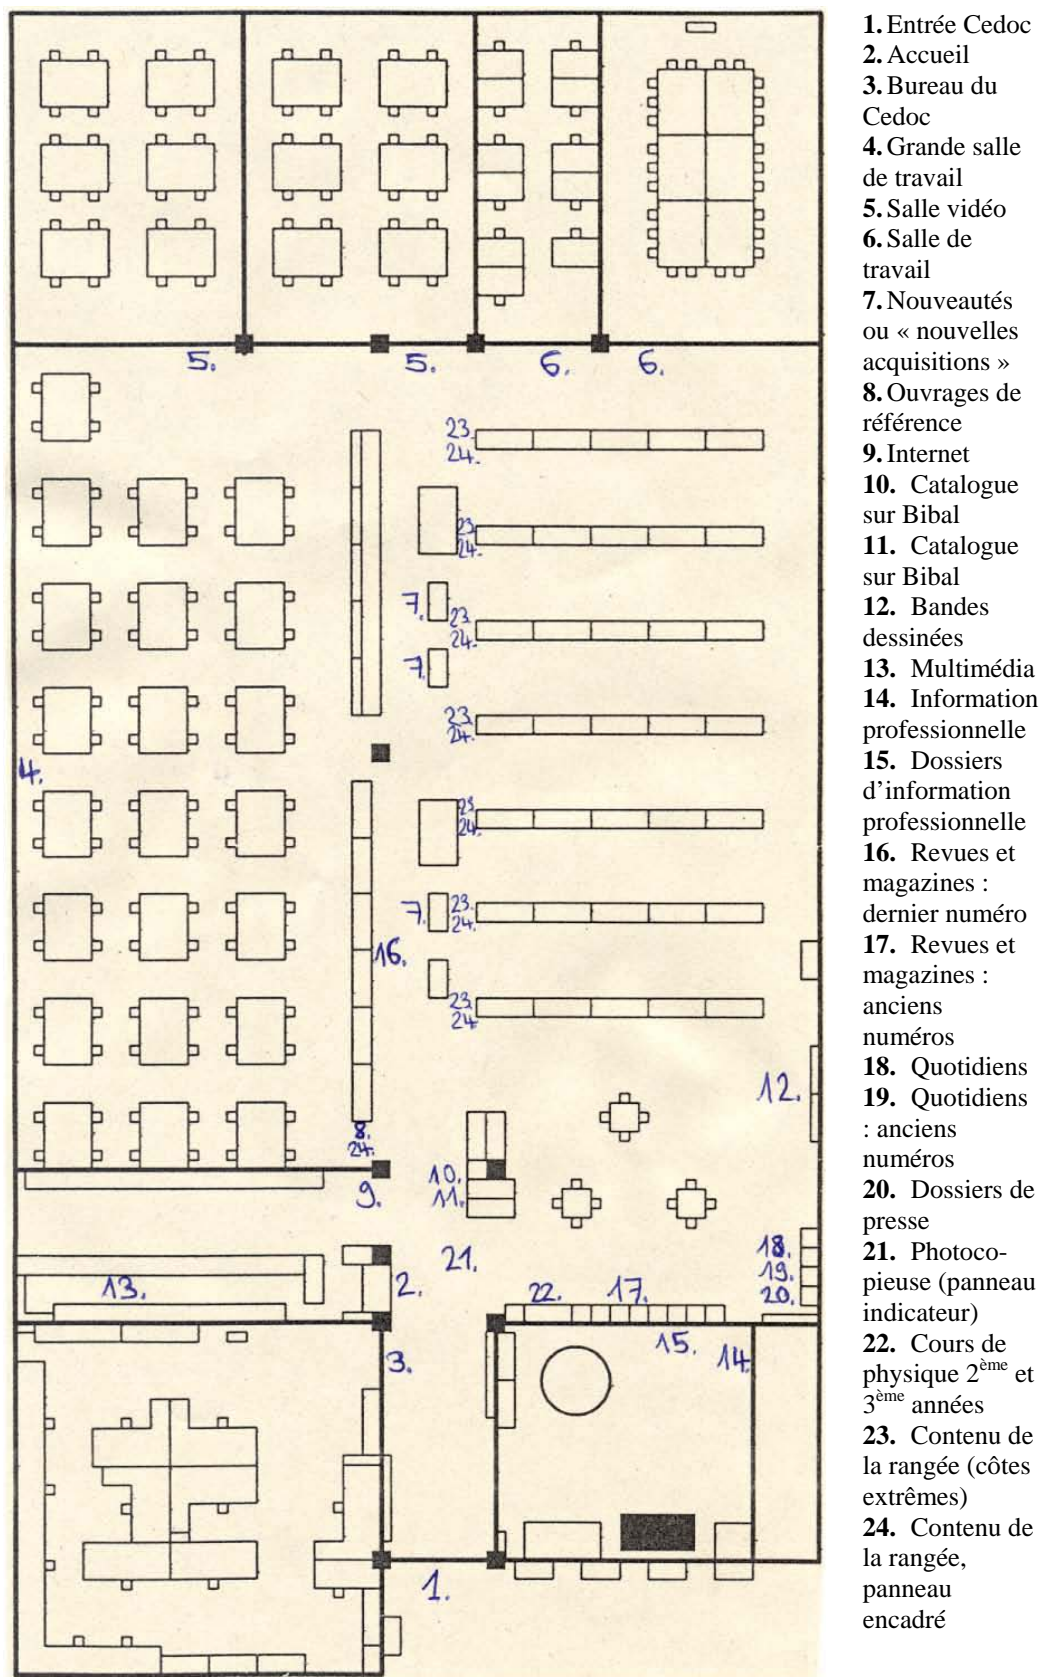 1. Entrée Cedoc
2. Accueil
3. Bureau du
Cedoc
4. Grande salle
de travail
5. Salle vidéo
6. Salle de
travail
7. Nouveautés
ou « nouvelles
acquisitions »
8. Ouvrages de
référence
9. Internet
10. Catalogue
sur Bibal
11. Catalogue
sur Bibal
12. Bandes
dessinées
13. Multimédia
14. Information
professionnelle
15. Dossiers
d'information
professionnelle
16. Revues et
magazines :
dernier numéro
17. Revues et
magazines :
anciens
numéros
18. Quotidiens
19. Quotidiens
: anciens
numéros
20. Dossiers de
presse
21. Photoco-
pieuse (panneau
indicateur)
22. Cours de
physique 2ème et
3ème années
23. Contenu de
la rangée (côtes
extrêmes)
24. Contenu de
la rangée,
panneau
encadré
5. 5. 6. 6.
23.
24.
23.
24.
7.
23.
24.
7.
23.
24.
4.
23.
24.
7.
23.
24.
16.
23.
24.
12.
8.
24.
10.
9.
11.
21.
18.
19.
13.
2.
22.
17.
20.
3.
15.
14.
1.